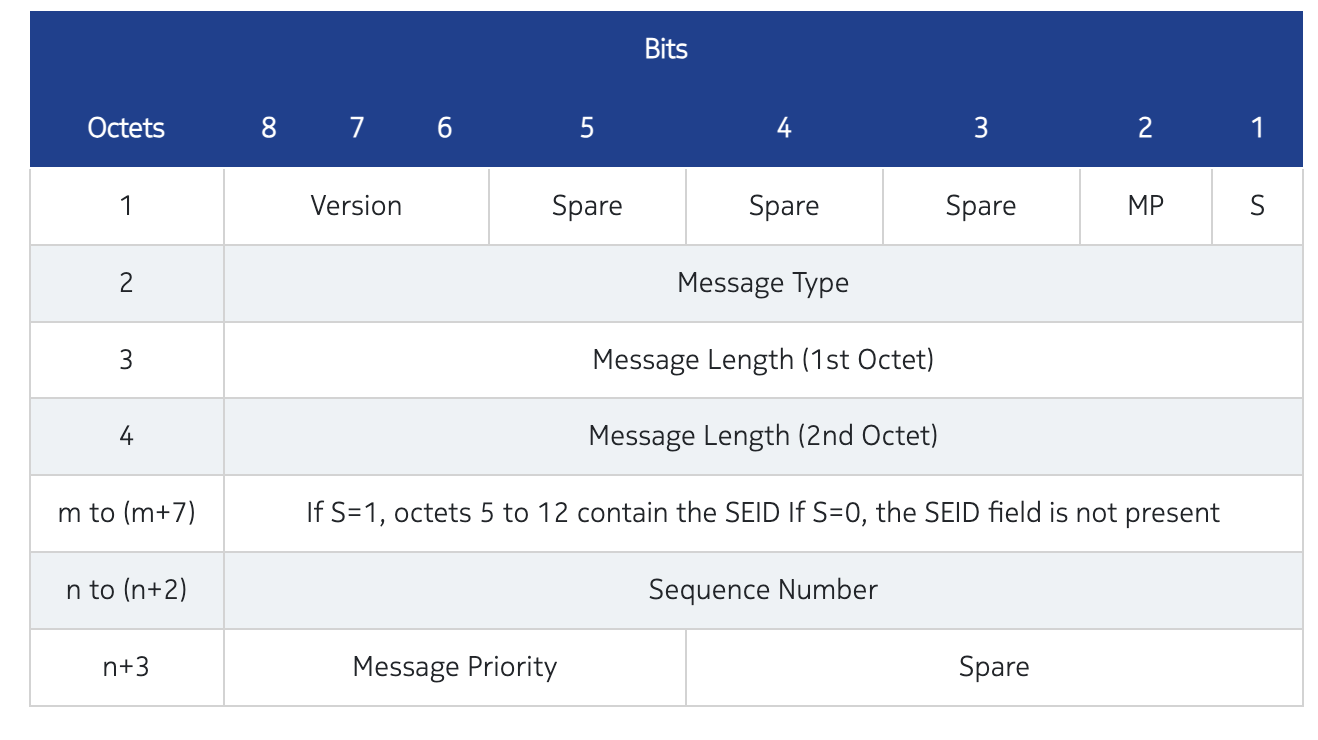 Bits
Octets 8 7 6 5 4 3 2 1
1 Version Spare Spare Spare MP S
2 Message Type
3 Message Length (1st Octet)
4 Message Length (2nd Octet)
m to (m+7) If S=1, octets 5 to 12 contain the SEID If S=0, the SEID field is not present
n to (n+2) Sequence Number
n+3 Message Priority Spare